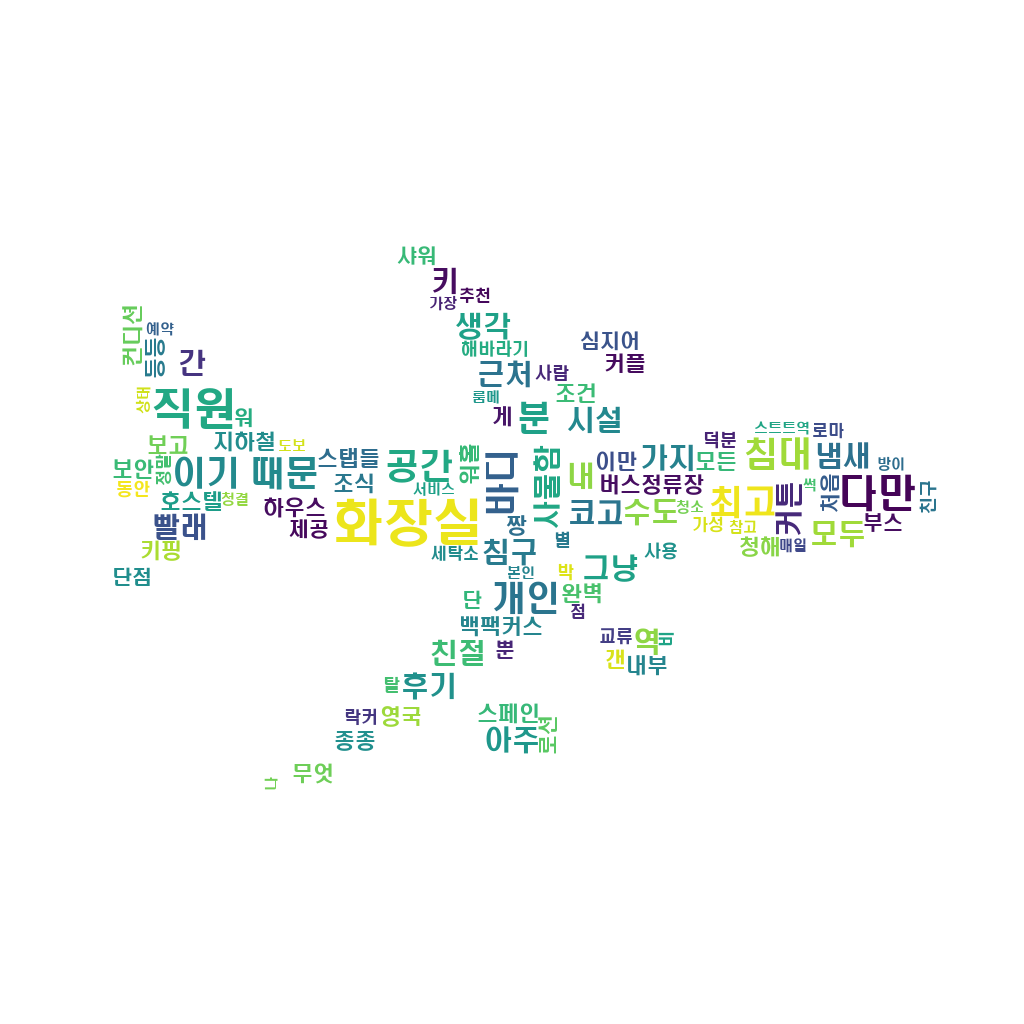 샤워
키
가장
추천
생각
해바라기
심지어
커플
컨디션
예약
등등
간
근처
사람
룸메
조건
상태
직원
워
게
분
시설
보고
지하철
도보
덕분
스트트역
로마
보안
정말
이기 때문
스탭들
공간
위홀
바디
사물함
내
이만
가지
모든
침대
냄새
방이
동안
호스텔
청결
조식
서비스
버스정류장
썩
처음
다만
친구
빨래
하우스
제공
화장실
짱
코고
수도
청소
최고
커튼
부스
가성
참고
모두
키핑
세탁소
침구
별
사용
청해
매일
단점
본인
박
그냥
개인
완벽
단
점
백팩커스
교류
역
비
친절
뿐
갠
내부
탈
후기
락커
영국
스페인
종종
아주
로션
무엇
나